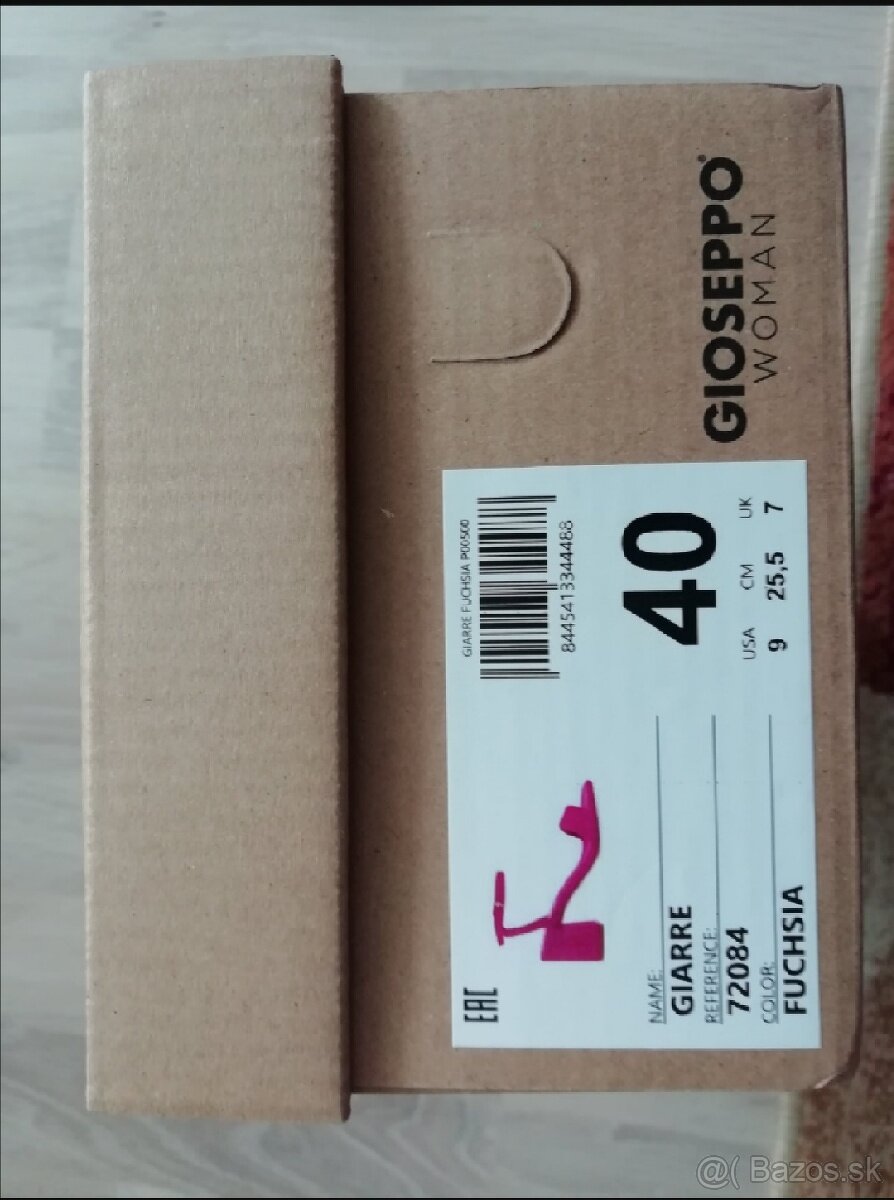 GIOSEPPO®
WOMAN
EAC
GIARRE FUCHSIA P00500
8445413344488
NAME:
GIARRE
REFERENCE:
72084
COLOR:
FUCHSIA
40
USA CM UK
9 25,5 7
@( Bazos.sk